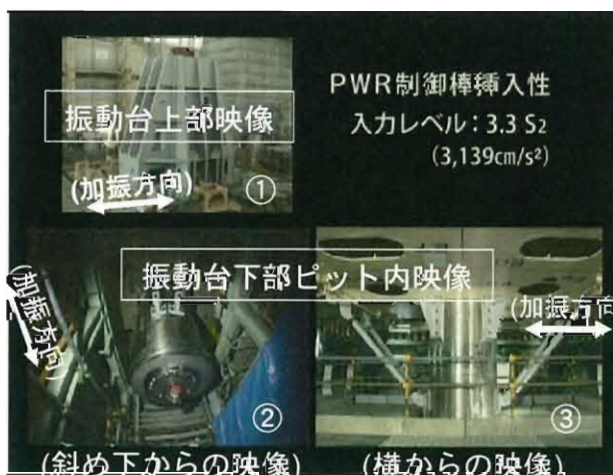 PWR制御棒挿入性
入力レベル:3.3 S₂
(3,139cm/s²)
振動台上部映像
(加振方向)
①
振動台下部ピット内映像
(加振方向)
(加振方向)
②
③
(斜め下からの映像)
(横からの映像)